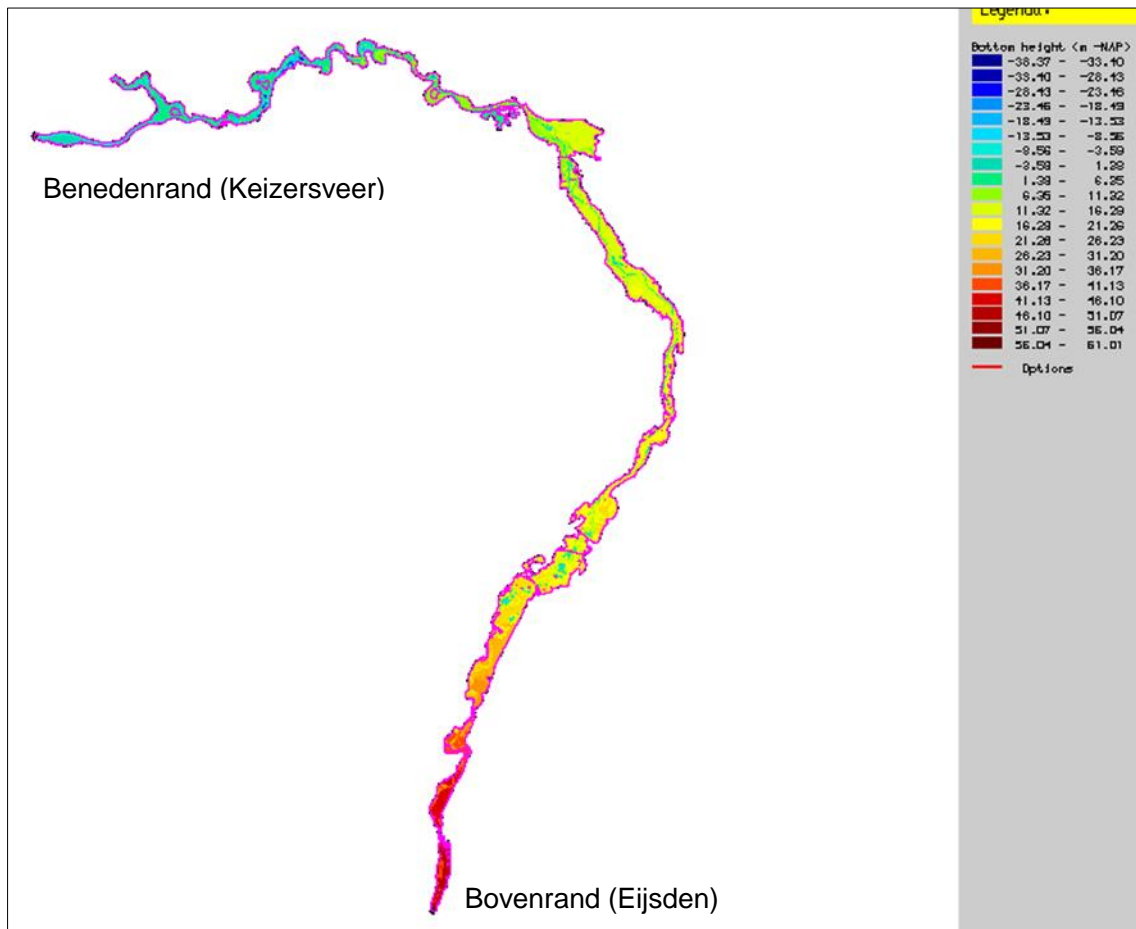 Legenda:
Bottom height (m -NAP)
-38.37 - -33.40
-33.40 - -28.43
-28.43 - -23.46
-23.46 - -18.49
-18.49 - -13.53
-13.53 - -8.56
-8.56 - -3.59
-3.59 - 1.38
1.38 - 6.35
6.35 - 11.32
11.32 - 16.29
16.29 - 21.26
21.26 - 26.23
26.23 - 31.20
31.20 - 36.17
36.17 - 41.13
41.13 - 46.10
46.10 - 51.07
51.07 - 56.04
56.04 - 61.01
Options
Benedenrand (Keizersveer)
Bovenrand (Eijsden)